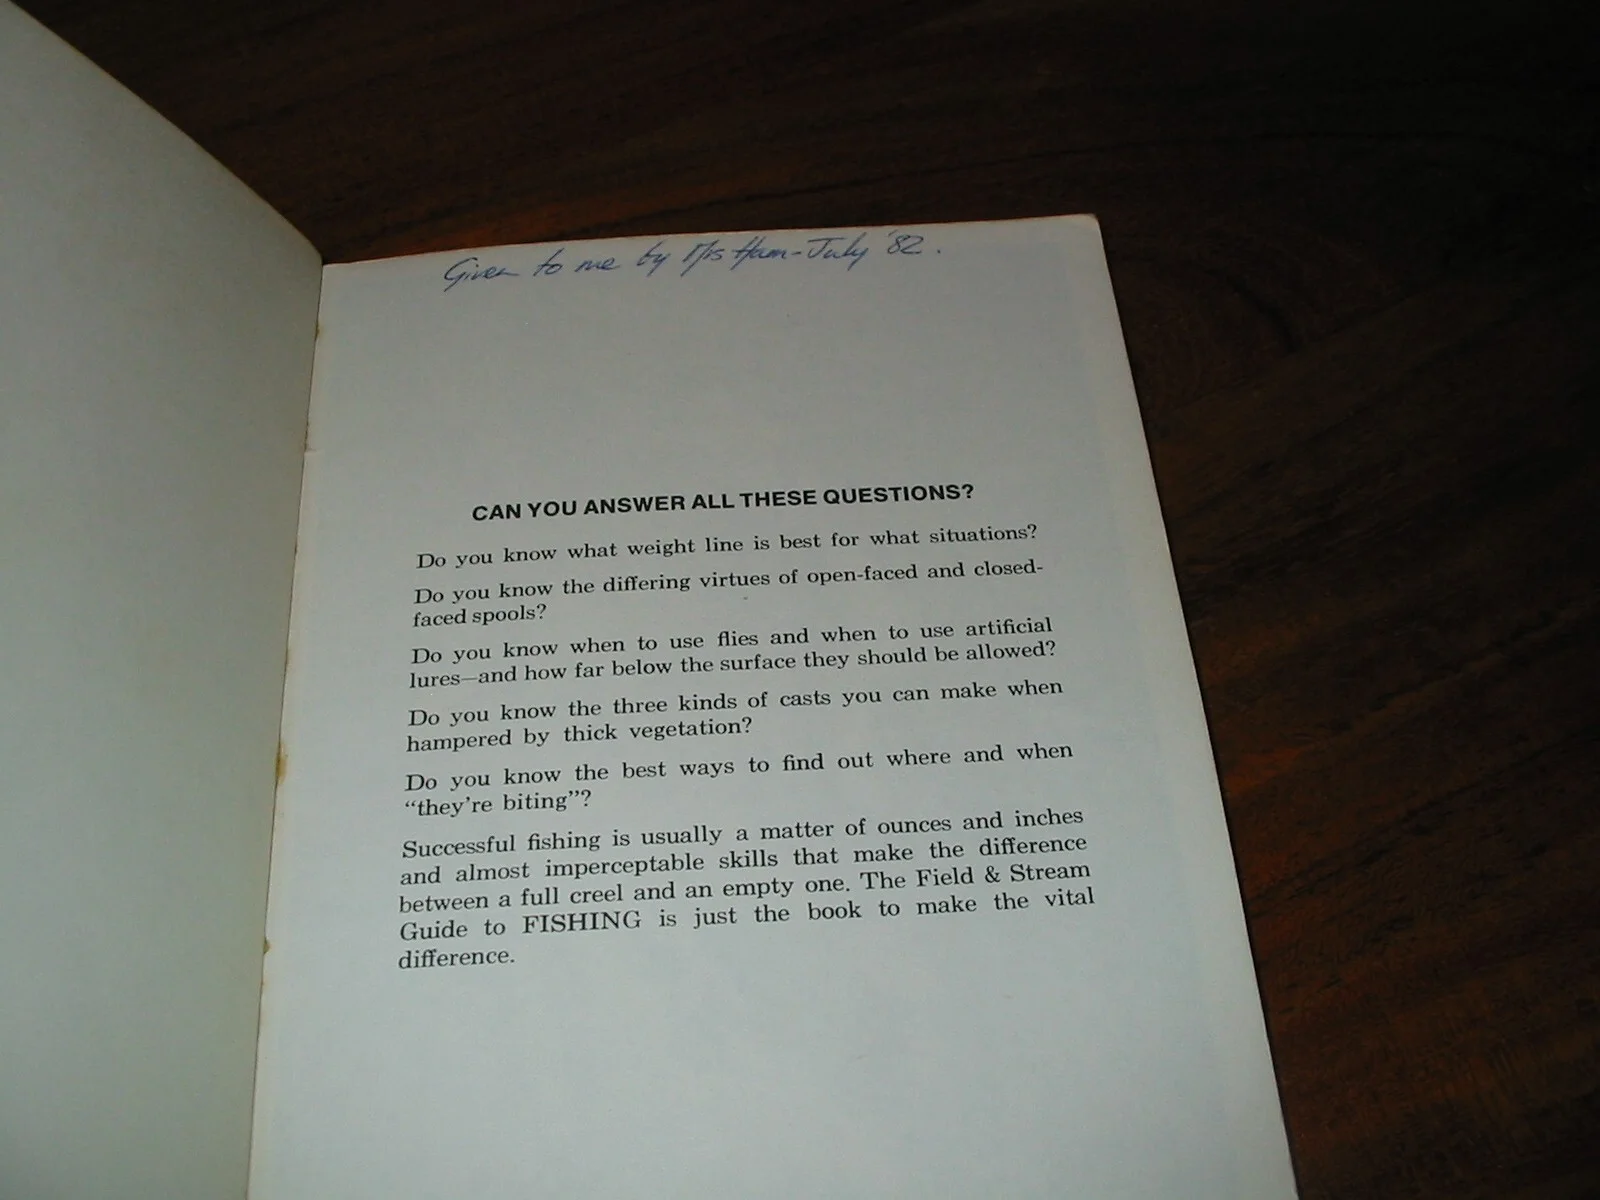 Given to me by Mrs Ham-July '82.
CAN YOU ANSWER ALL THESE QUESTIONS?
Do you know what weight line is best for what situations?
Do you know the differing virtues of open-faced and closed-
faced spools?
Do you know when to use flies and when to use artificial
lures—and how far below the surface they should be allowed?
Do you know the three kinds of casts you can make when
hampered by thick vegetation?
Do you know the best ways to find out where and when
“they’re biting”?
Successful fishing is usually a matter of ounces and inches
and almost imperceptable skills that make the difference
between a full creel and an empty one. The Field & Stream
Guide to FISHING is just the book to make the vital
difference.